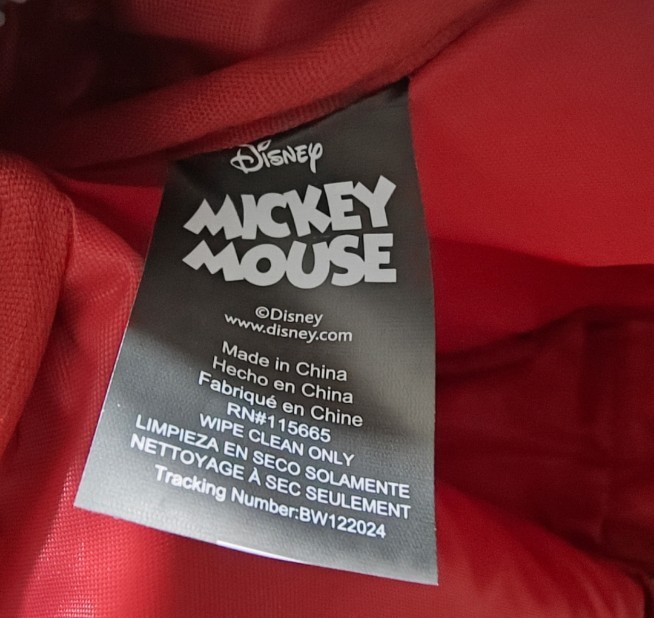 Disney
MICKEY
MOUSE
©Disney
www.disney.com
Made in China
Hecho en China
Fabriqué en Chine
RN#115665
WIPE CLEAN ONLY
LIMPIEZA EN SECO SOLAMENTE
NETTOYAGE À SEC SEULEMENT
Tracking Number:BW122024